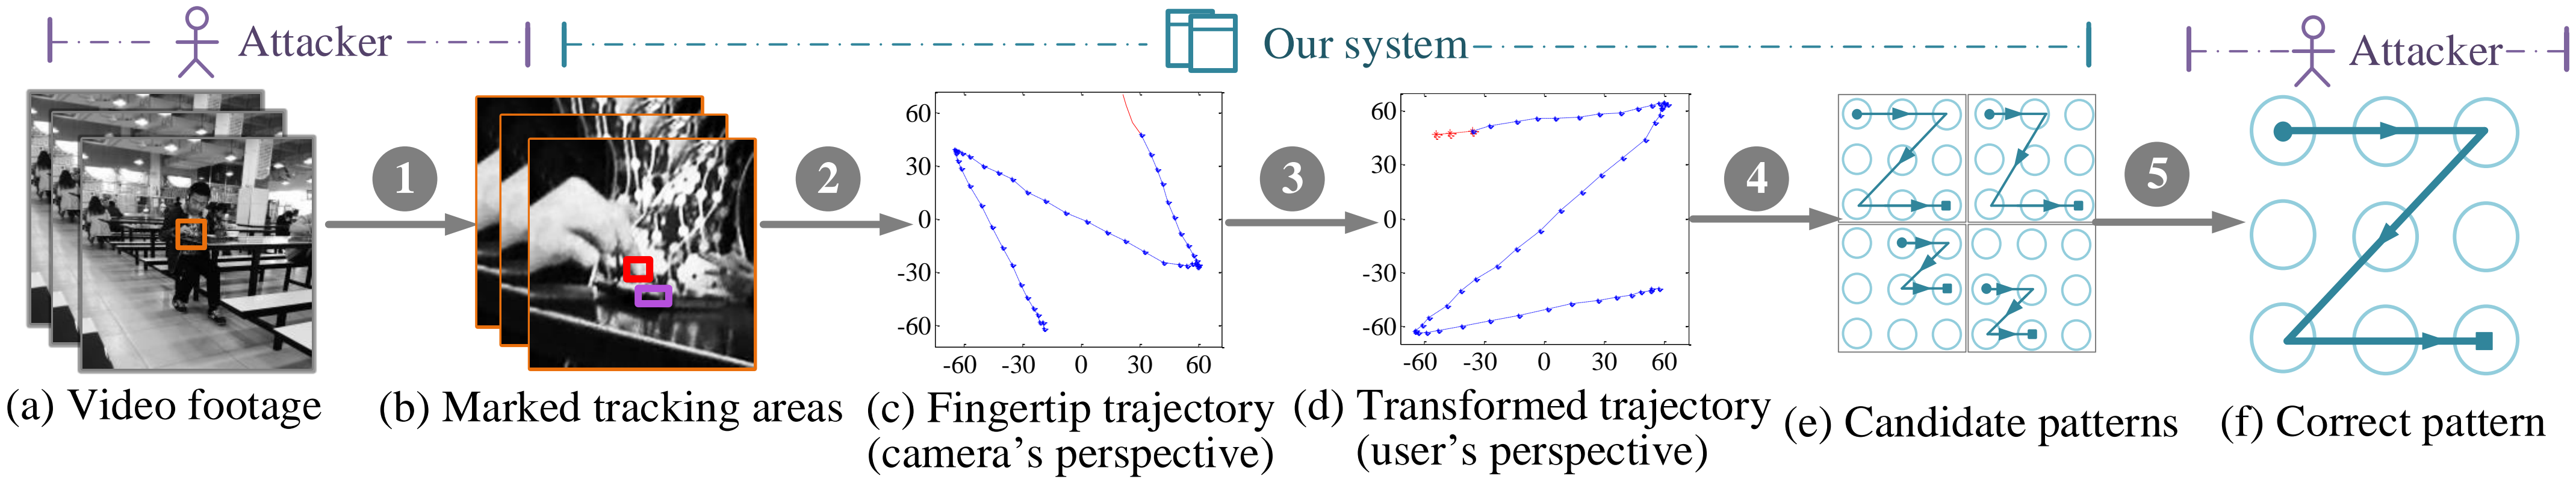 Attacker
Our system
Attacker
1
2
3
4
5
60
30
0
-30
-60
-60 -30 0 30 60
60
30
0
-30
-60
-60 -30 0 30 60
(a) Video footage
(b) Marked tracking areas
(c) Fingertip trajectory
(camera's perspective)
(d) Transformed trajectory
(user's perspective)
(e) Candidate patterns
(f) Correct pattern